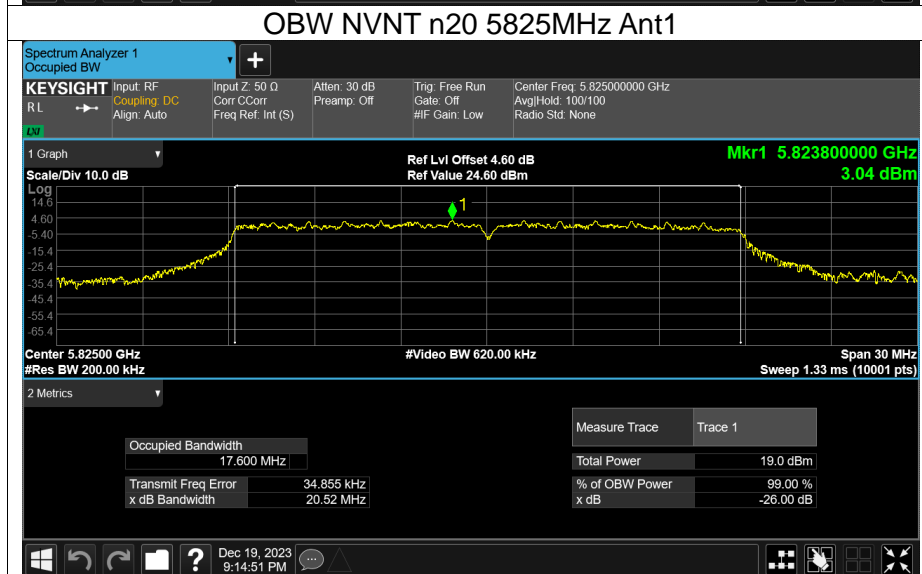 OBW NVNT n20 5825MHz Ant1
Spectrum Analyzer 1
Occupied BW
+
KEYSIGHT
R L
LXI
Input: RF
Coupling: DC
Align: Auto
Input Z: 50 Ω
Corr CCorr
Freq Ref: Int (S)
Atten: 30 dB
Preamp: Off
Trig: Free Run
Gate: Off
#IF Gain: Low
Center Freq: 5.825000000 GHz
Avg|Hold: 100/100
Radio Std: None
1 Graph
Scale/Div 10.0 dB
Ref Lvl Offset 4.60 dB
Ref Value 24.60 dBm
Mkr1 5.823800000 GHz
3.04 dBm
Log
14.6
4.60
-5.40
-15.4
-25.4
-35.4
-45.4
-55.4
-65.4
1
Center 5.82500 GHz
#Res BW 200.00 kHz
#Video BW 620.00 kHz
Span 30 MHz
Sweep 1.33 ms (10001 pts)
2 Metrics
Occupied Bandwidth
17.600 MHz
Transmit Freq Error 34.855 kHz
x dB Bandwidth 20.52 MHz
Measure Trace Trace 1
Total Power 19.0 dBm
% of OBW Power 99.00 %
x dB -26.00 dB
?
Dec 19, 2023
9:14:51 PM